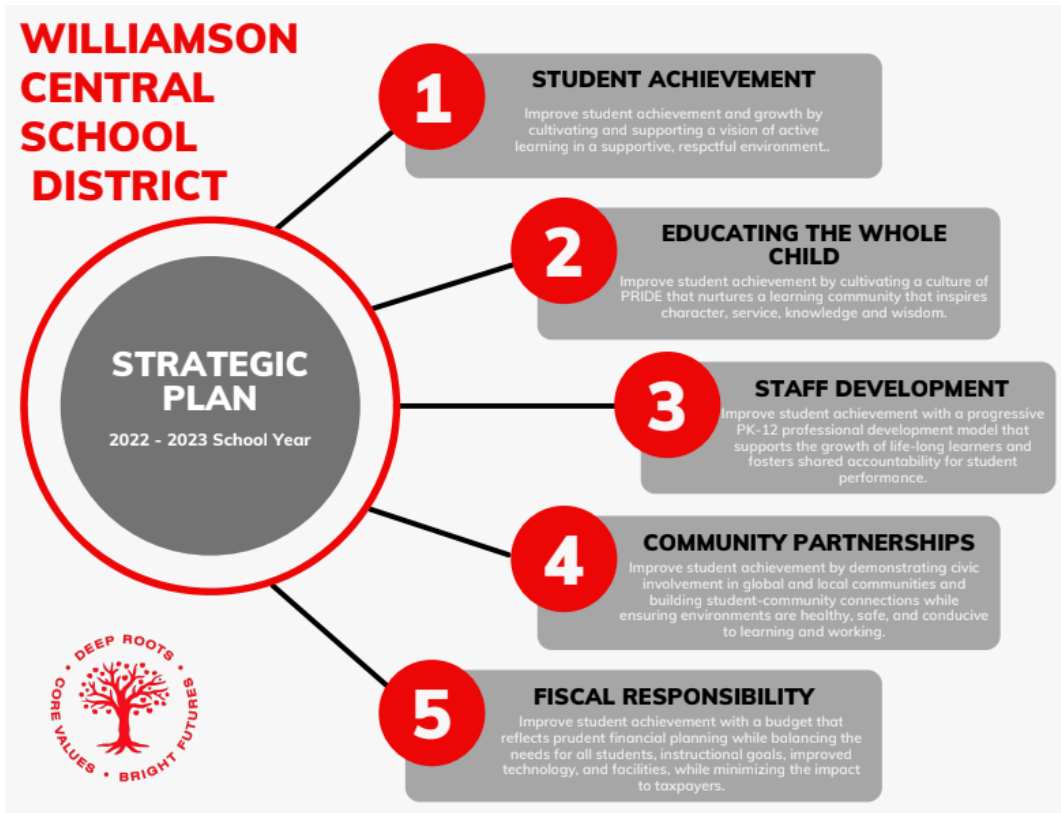 WILLIAMSON
CENTRAL
SCHOOL
DISTRICT
STRATEGIC
PLAN
2022 - 2023 School Year
1
STUDENT ACHIEVEMENT
Improve student achievement and growth by
cultivating and supporting a vision of active
learning in a supportive, respctful environment..
2
EDUCATING THE WHOLE
CHILD
Improve student achievement by cultivating a culture of
PRIDE that nurtures a learning community that inspires
character, service, knowledge and wisdom.
3
STAFF DEVELOPMENT
Improve student achievement with a progressive
PK-12 professional development model that
supports the growth of life-long learners and
fosters shared accountability for student
performance.
4
COMMUNITY PARTNERSHIPS
Improve student achievement by demonstrating civic
involvement in global and local communities and
building student-community connections while
ensuring environments are healthy, safe, and conducive
to learning and working.
5
FISCAL RESPONSIBILITY
Improve student achievement with a budget that
reflects prudent financial planning while balancing the
needs for all students, instructional goals, improved
technology, and facilities, while minimizing the impact
to taxpayers.
CORE VALUES • DEEP ROOTS • BRIGHT FUTURES •